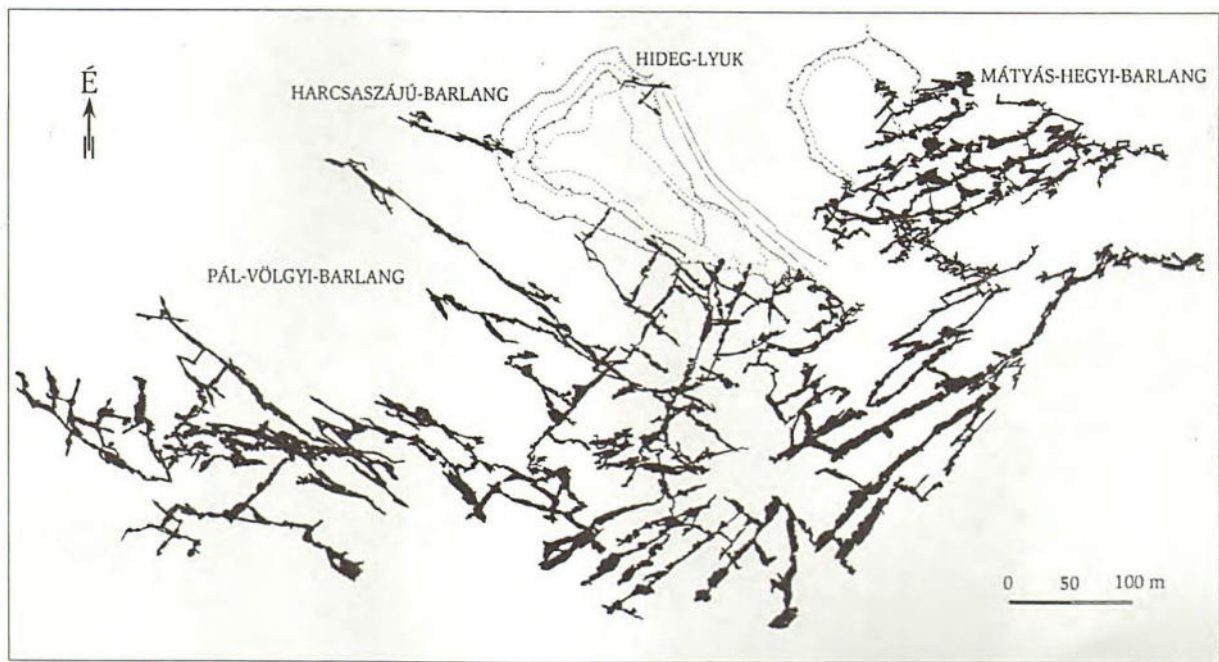 HIDEG-LYUK
É
MÁTYÁS-HEGYI-BARLANG
HARCSASZÁJÚ-BARLANG
PÁL-VÖLGYI-BARLANG
0 50 100 m